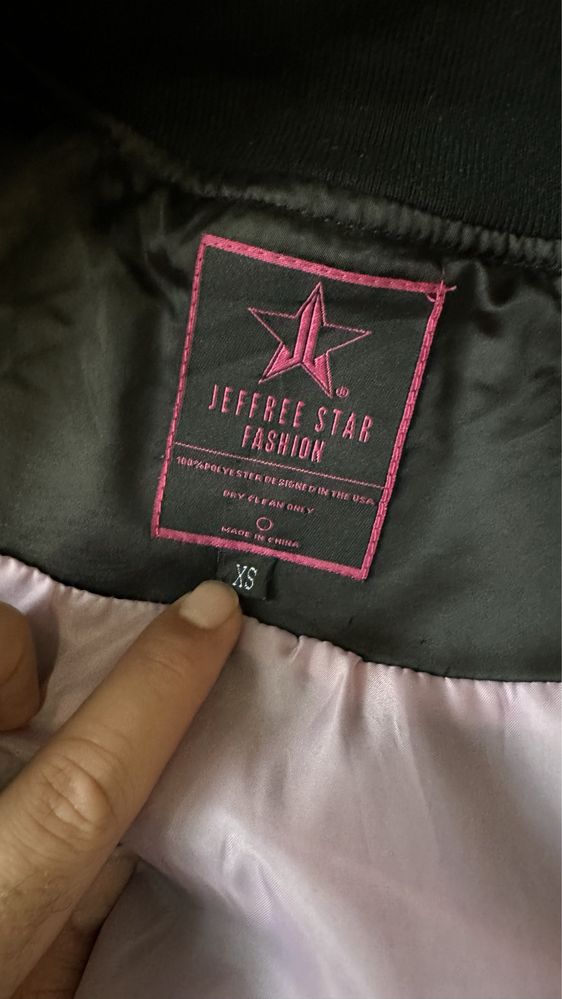 ®
JEFFREE STAR
FASHION
100%POLYESTER DESIGNED IN THE USA
DRY CLEAN ONLY
MADE IN CHINA
XS